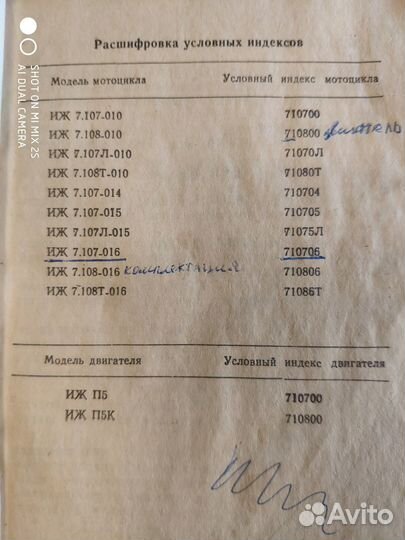 Расшифровка условных индексов
Модель мотоцикла Условный индекс мотоцикла
ИЖ 7.107-010 710700
ИЖ 7.108-010 710800 двигатель
ИЖ 7.107Л-010 71070Л
ИЖ 7.108Т-010 71080Т
ИЖ 7.107-014 710704
ИЖ 7.107-015 710705
ИЖ 7.107Л-015 71075Л
ИЖ 7.107-016 710706
ИЖ 7.108-016 комплектация 710806
ИЖ 7.108Т-016 71086Т
Модель двигателя Условный индекс двигателя
ИЖ П5 710700
ИЖ П5К 710800
SHOT ON MI MIX 2S
AI DUAL CAMERA
Avito